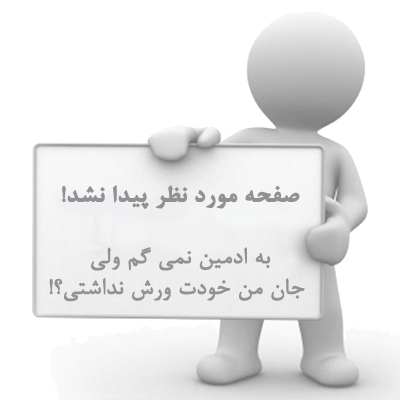 صفحه مورد نظر پیدا نشد!
به ادمین نمی گم ولی
جان من خودت ورش نداشتی؟!